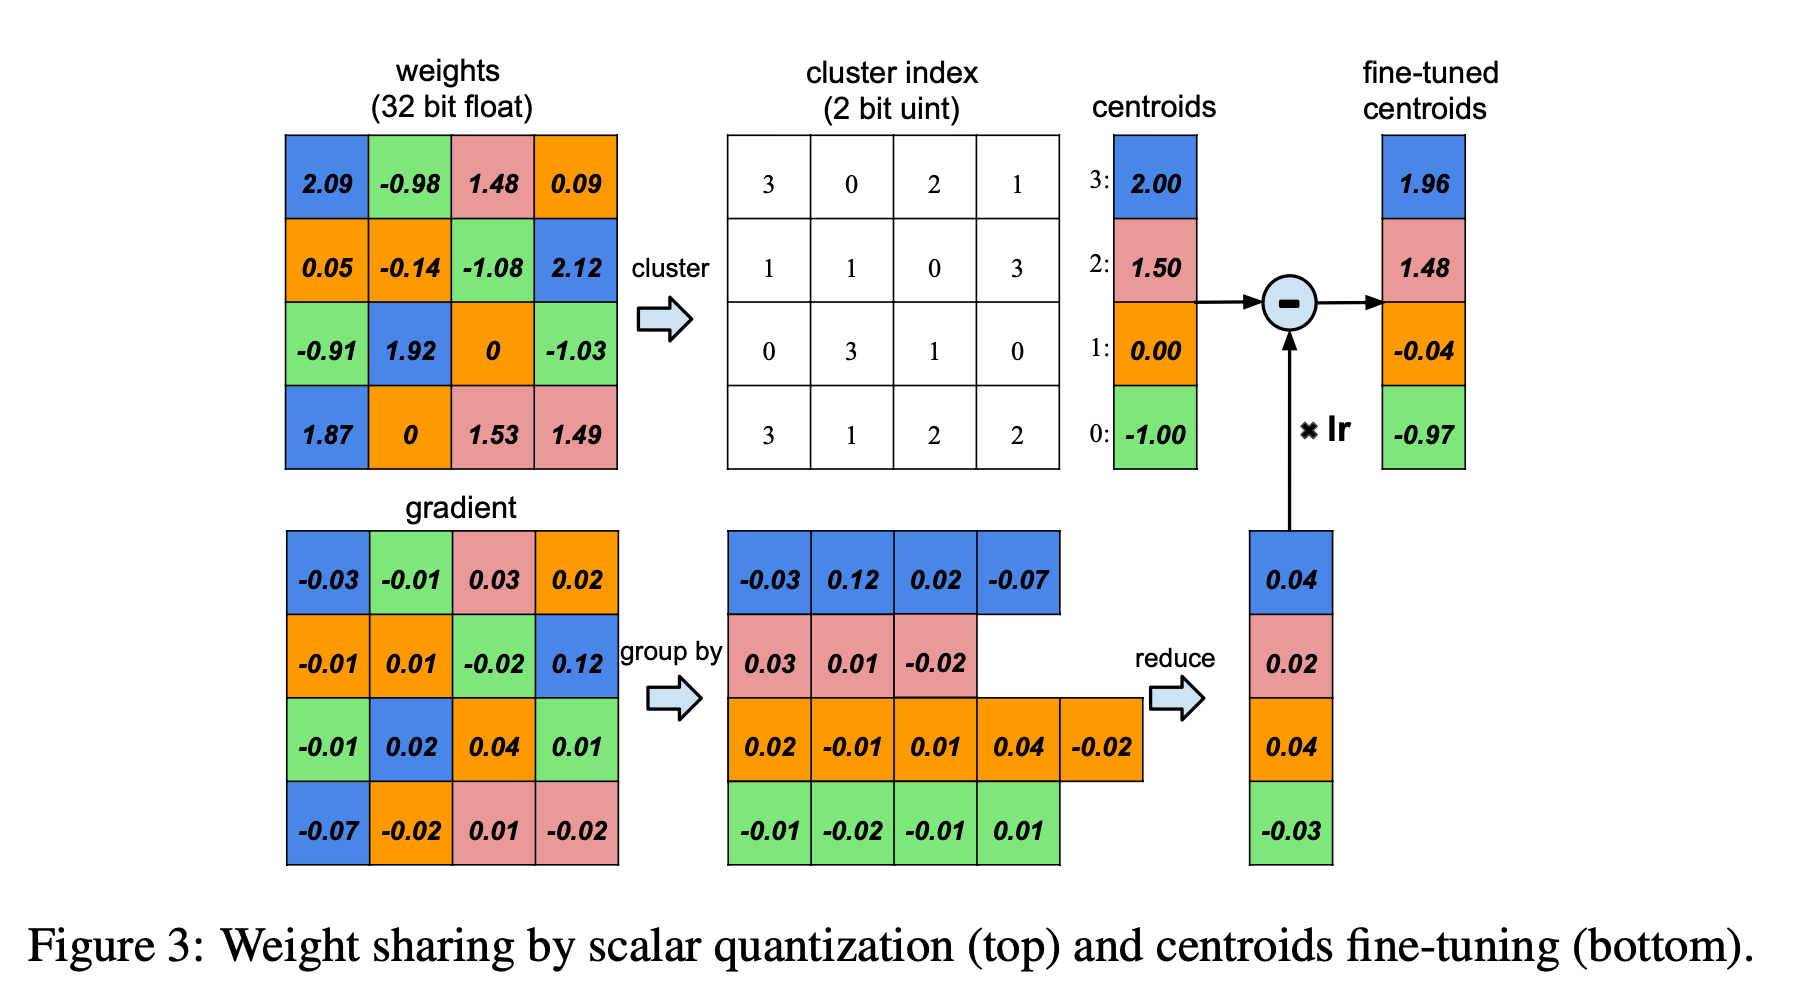 weights
(32 bit float)
cluster index
(2 bit uint)
centroids
fine-tuned
centroids
2.09 -0.98 1.48 0.09
0.05 -0.14 -1.08 2.12
-0.91 1.92 0 -1.03
1.87 0 1.53 1.49
cluster
3 0 2 1
1 1 0 3
0 3 1 0
3 1 2 2
3: 2.00
2: 1.50
1: 0.00
0: -1.00
-
× lr
1.96
1.48
-0.04
-0.97
gradient
-0.03 -0.01 0.03 0.02
-0.01 0.01 -0.02 0.12
-0.01 0.02 0.04 0.01
-0.07 -0.02 0.01 -0.02
group by
-0.03 0.12 0.02 -0.07
0.03 0.01 -0.02
0.02 -0.01 0.01 0.04 -0.02
-0.01 -0.02 -0.01 0.01
reduce
0.04
0.02
0.04
-0.03
Figure 3: Weight sharing by scalar quantization (top) and centroids fine-tuning (bottom).